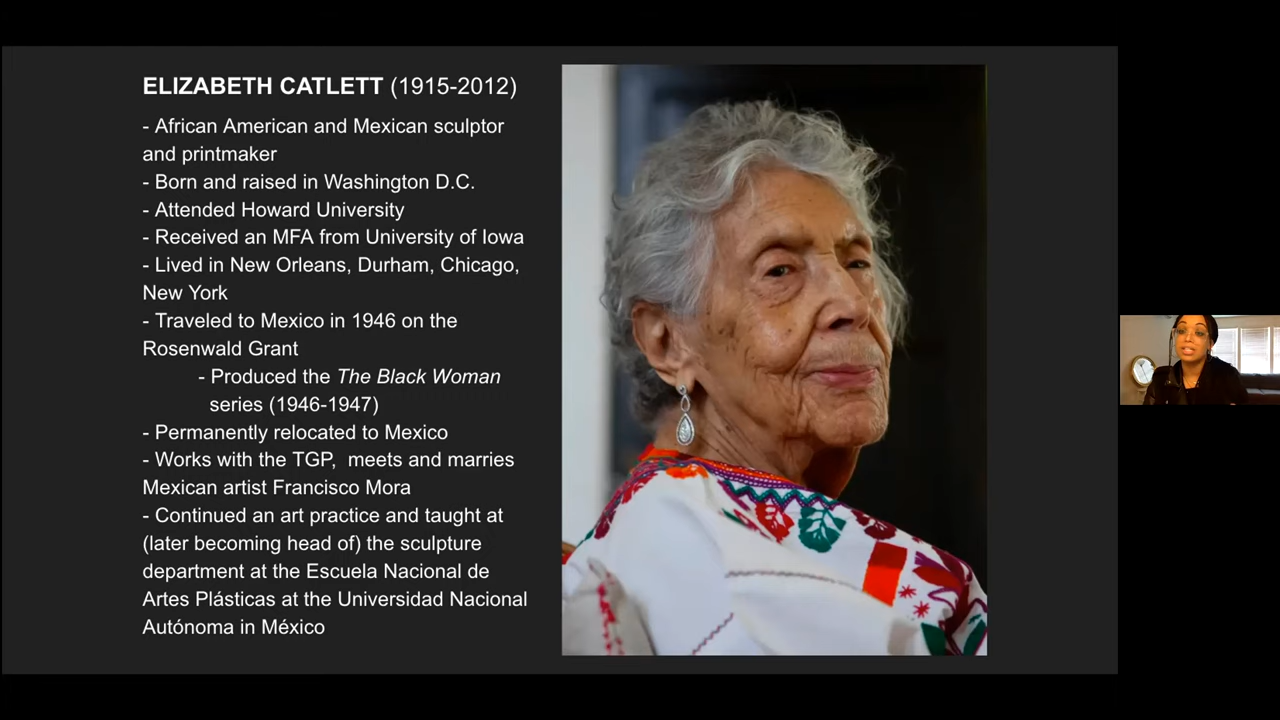 ELIZABETH CATLETT (1915-2012)
- African American and Mexican sculptor
and printmaker
- Born and raised in Washington D.C.
- Attended Howard University
- Received an MFA from University of Iowa
- Lived in New Orleans, Durham, Chicago,
New York
- Traveled to Mexico in 1946 on the
Rosenwald Grant
- Produced the The Black Woman
series (1946-1947)
- Permanently relocated to Mexico
- Works with the TGP,  meets and marries
Mexican artist Francisco Mora
- Continued an art practice and taught at
(later becoming head of) the sculpture
department at the Escuela Nacional de
Artes Plásticas at the Universidad Nacional
Autónoma in México